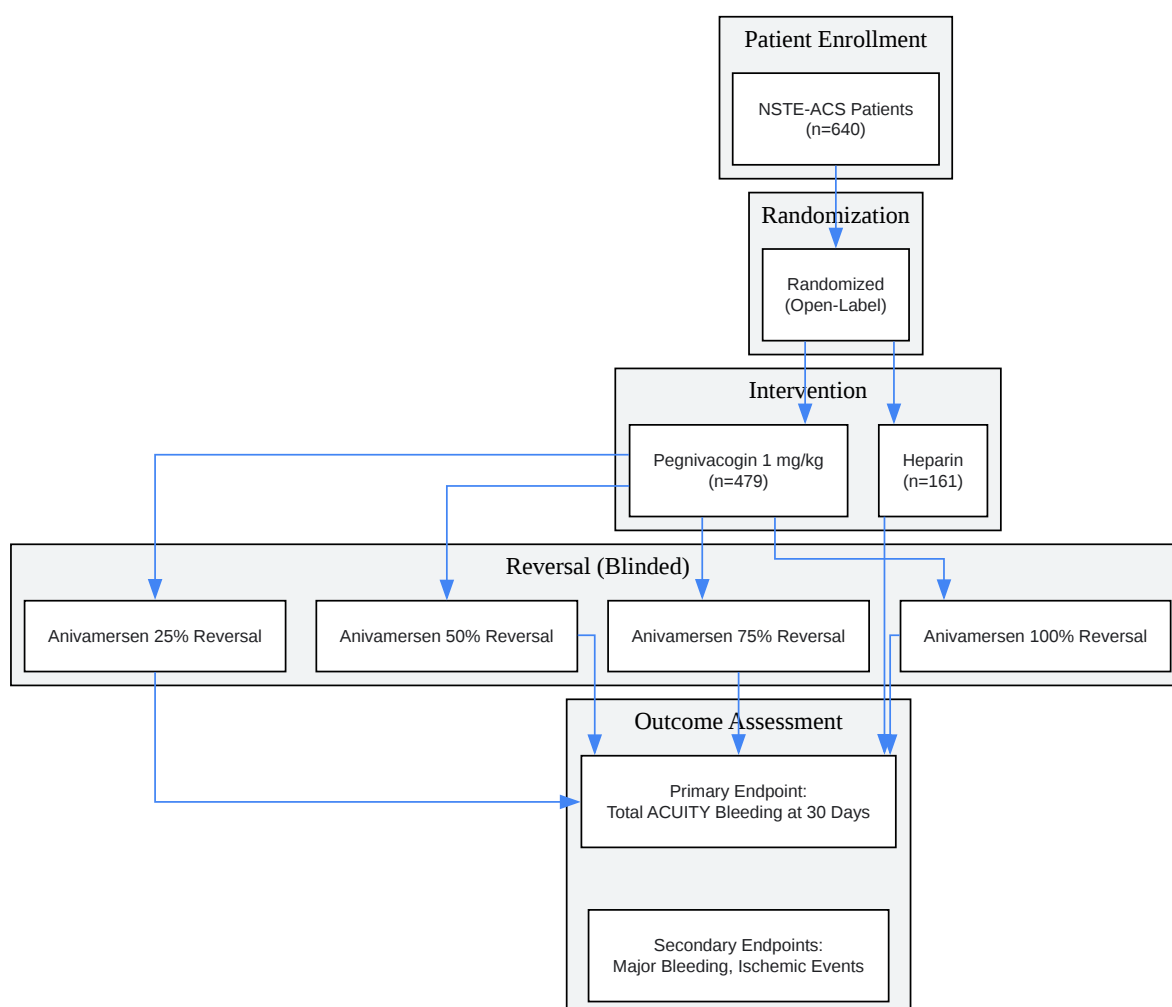 Patient Enrollment
NSTE-ACS Patients
(n=640)
Randomization
Randomized
(Open-Label)
Intervention
Pegnivacogin 1 mg/kg
(n=479)
Heparin
(n=161)
Reversal (Blinded)
Anivamersen 25% Reversal
Anivamersen 50% Reversal
Anivamersen 75% Reversal
Anivamersen 100% Reversal
Outcome Assessment
Primary Endpoint:
Total ACUITY Bleeding at 30 Days
Secondary Endpoints:
Major Bleeding, Ischemic Events